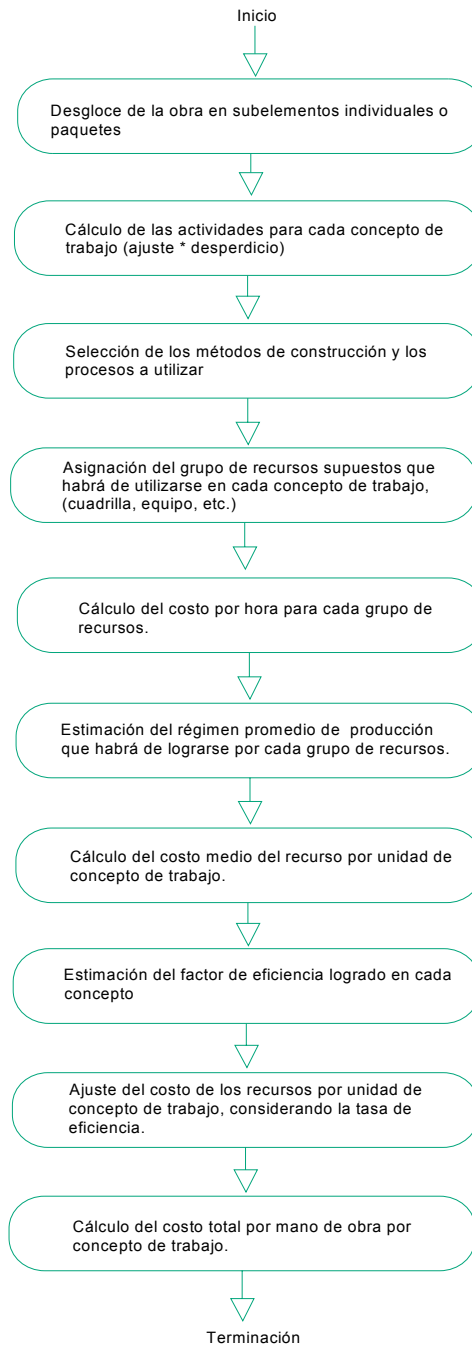 Inicio
Desgloce de la obra en subelementos individuales o
paquetes
Cálculo de las actividades para cada concepto de
trabajo (ajuste * desperdicio)
Selección de los métodos de construcción y los
procesos a utilizar
Asignación del grupo de recursos supuestos que
habrá de utilizarse en cada concepto de trabajo,
(cuadrilla, equipo, etc.)
Cálculo del costo por hora para cada grupo de
recursos.
Estimación del régimen promedio de producción
que habrá de lograrse por cada grupo de recursos.
Cálculo del costo medio del recurso por unidad de
concepto de trabajo.
Estimación del factor de eficiencia logrado en cada
concepto
Ajuste del costo de los recursos por unidad de
concepto de trabajo, considerando la tasa de
eficiencia.
Cálculo del costo total por mano de obra por
concepto de trabajo.
Terminación